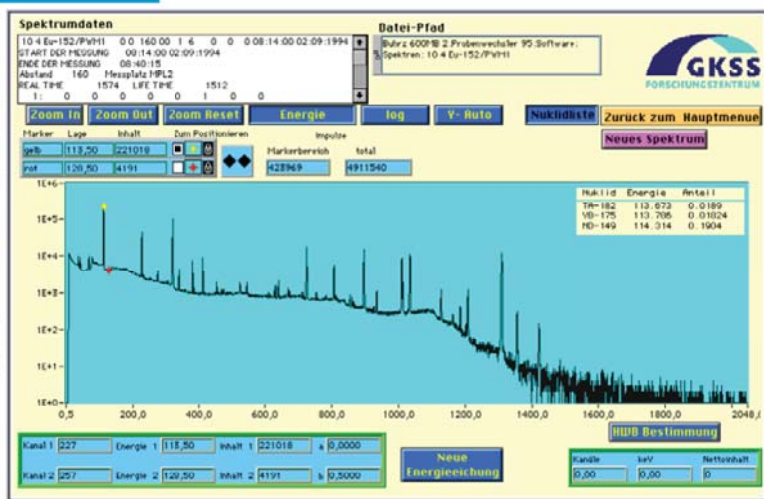 Spektrumdaten
10 4 Eu-152/PWM1 0 0 160 00 1 6 0 0 0 08:14:00 02:09:1994
START DER MESSUNG 08:14:00 02:09:1994
ENDE DER MESSUNG 08:40:15
Abstand 160 Messplatz MPL2
REAL TIME 1574 LIFE TIME 1512
1: 0 0 0 0 1 0 0
Datei-Pfad
Buhrz 600MB 2:Probenwechsler 95:Software:
Spektren: 10 4 Eu-152/PWM1
GKSS
FORSCHUNGSZENTRUM
Zoom In Zoom Out Zoom Reset Energie log Y- Auto Nuklidliste Zurück zum Hauptmenue
Neues Spektrum
Marker Lage Inhalt Zum Positionieren Impulse
gelb 113,50 221018 Markerbereich total
rot 128,50 4191 428969 4911540
Nuklid Energie Anteil
TA-182 113.673 0.0189
YB-175 113.785 0.01824
ND-149 114.314 0.1904
1E+6
1E+5
1E+4
1E+3
1E+2
1E+1
1E+0
0,5 200,0 400,0 600,0 800,0 1000,0 1200,0 1400,0 1600,0 1800,0 2048,0
HWB Bestimmung
Kanal 1 227 Energie 1 113,50 Inhalt 1 221018 a 0,0000
Kanal 2 257 Energie 2 128,50 Inhalt 2 4191 b 0,5000
Neue
Energieeichung
Kanäle keV Nettoinhalt
0,00 0,00 0